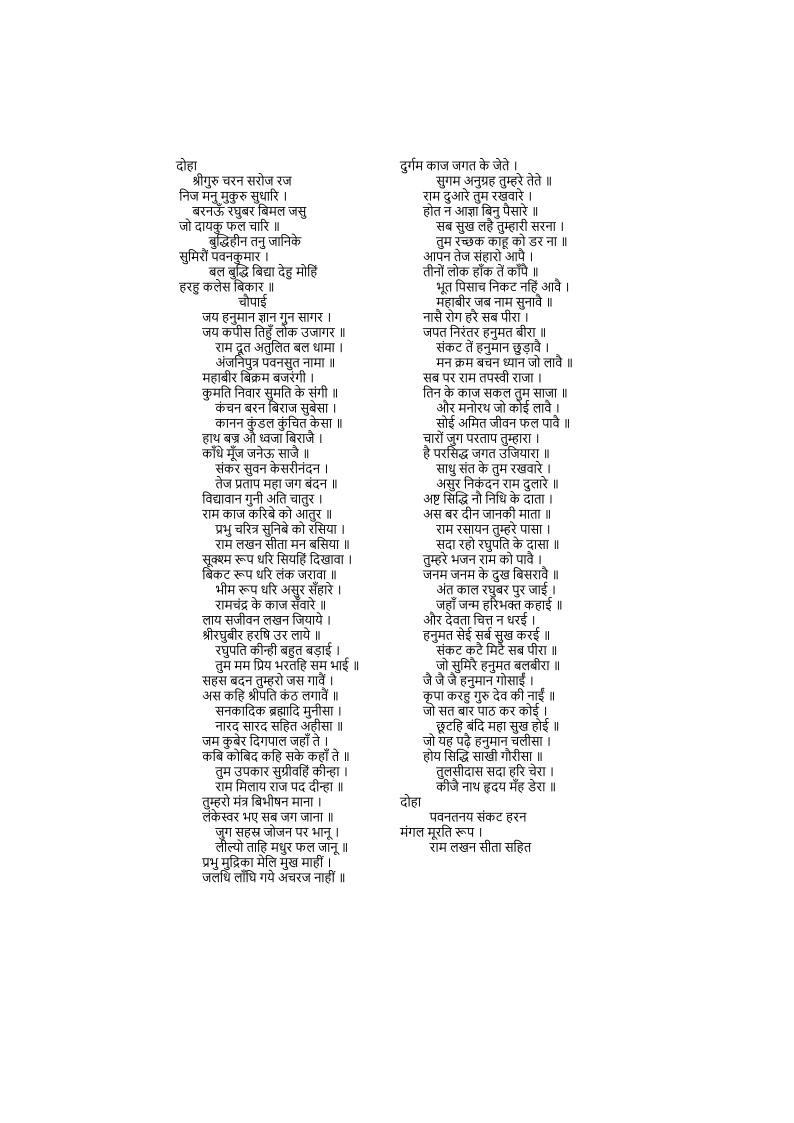 दोहा
श्रीगुरु चरन सरोज रज
निज मनु मुकुरु सुधारि ।
बरनऊँ रघुबर बिमल जसु
जो दायकु फल चारि ॥
बुद्धिहीन तनु जानिके
सुमिरौं पवनकुमार ।
बल बुद्धि बिद्या देहु मोहिं
हरहु कलेस बिकार ॥
चौपाई
जय हनुमान ज्ञान गुन सागर ।
जय कपीस तिहुँ लोक उजागर ॥
राम दूत अतुलित बल धामा ।
अंजनिपुत्र पवनसुत नामा ॥
महाबीर बिक्रम बजरंगी ।
कुमति निवार सुमति के संगी ॥
कंचन बरन बिराज सुबेसा ।
कानन कुंडल कुंचित केसा ॥
हाथ बज्र औ ध्वजा बिराजै ।
काँधे मूँज जनेऊ साजै ॥
संकर सुवन केसरीनंदन ।
तेज प्रताप महा जग बंदन ॥
विद्यावान गुनी अति चातुर ।
राम काज करिबे को आतुर ॥
प्रभु चरित्र सुनिबे को रसिया ।
राम लखन सीता मन बसिया ॥
सूक्श्म रूप धरि सियहिं दिखावा ।
बिकट रूप धरि लंक जरावा ॥
भीम रूप धरि असुर सँहारे ।
रामचंद्र के काज सँवारे ॥
लाय सजीवन लखन जियाये ।
श्रीरघुबीर हरषि उर लाये ॥
रघुपति कीन्ही बहुत बड़ाई ।
तुम मम प्रिय भरतहि सम भाई ॥
सहस बदन तुम्हरो जस गावैं ।
अस कहि श्रीपति कंठ लगावैं ॥
सनकादिक ब्रह्मादि मुनीसा ।
नारद सारद सहित अहीसा ॥
जम कुबेर दिगपाल जहाँ ते ।
कबि कोबिद कहि सके कहाँ ते ॥
तुम उपकार सुग्रीवहिं कीन्हा ।
राम मिलाय राज पद दीन्हा ॥
तुम्हरो मंत्र बिभीषन माना ।
लंकेस्वर भए सब जग जाना ॥
जुग सहस्र जोजन पर भानू ।
लील्यो ताहि मधुर फल जानू ॥
प्रभु मुद्रिका मेलि मुख माहीं ।
जलधि लाँघि गये अचरज नाहीं ॥
दुर्गम काज जगत के जेते ।
सुगम अनुग्रह तुम्हरे तेते ॥
राम दुआरे तुम रखवारे ।
होत न आज्ञा बिनु पैसारे ॥
सब सुख लहै तुम्हारी सरना ।
तुम रच्छक काहू को डर ना ॥
आपन तेज संहारो आपै ।
तीनों लोक हाँक तें काँपै ॥
भूत पिसाच निकट नहिं आवै ।
महाबीर जब नाम सुनावै ॥
नासै रोग हरै सब पीरा ।
जपत निरंतर हनुमत बीरा ॥
संकट तें हनुमान छुड़ावै ।
मन क्रम बचन ध्यान जो लावै ॥
सब पर राम तपस्वी राजा ।
तिन के काज सकल तुम साजा ॥
और मनोरथ जो कोई लावै ।
सोई अमित जीवन फल पावै ॥
चारों जुग परताप तुम्हारा ।
है परसिद्ध जगत उजियारा ॥
साधु संत के तुम रखवारे ।
असुर निकंदन राम दुलारे ॥
अष्ट सिद्धि नौ निधि के दाता ।
अस बर दीन जानकी माता ॥
राम रसायन तुम्हरे पासा ।
सदा रहो रघुपति के दासा ॥
तुम्हरे भजन राम को पावै ।
जनम जनम के दुख बिसरावै ॥
अंत काल रघुबर पुर जाई ।
जहाँ जन्म हरिभक्त कहाई ॥
और देवता चित्त न धरई ।
हनुमत सेई सर्ब सुख करई ॥
संकट कटै मिटै सब पीरा ॥
जो सुमिरै हनुमत बलबीरा ॥
जै जै जै हनुमान गोसाईं ।
कृपा करहु गुरु देव की नाईं ॥
जो सत बार पाठ कर कोई ।
छूटहि बंदि महा सुख होई ॥
जो यह पढ़ै हनुमान चलीसा ।
होय सिद्धि साखी गौरीसा ॥
तुलसीदास सदा हरि चेरा ।
कीजै नाथ हृदय मँह डेरा ॥
दोहा
पवनतनय संकट हरन
मंगल मूरति रूप ।
राम लखन सीता सहित